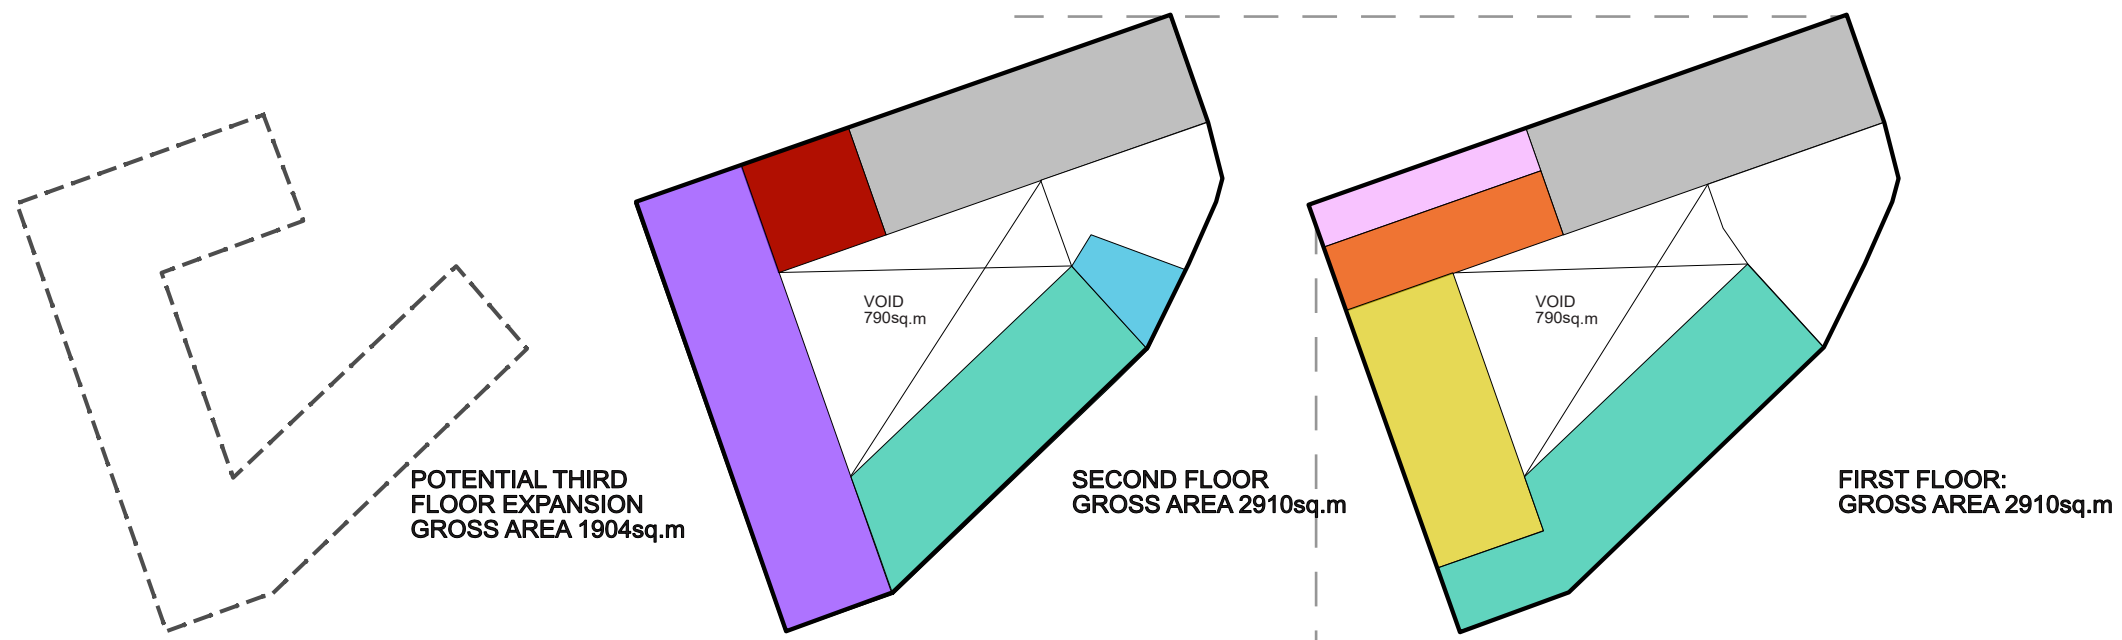 VOID
790sq.m
VOID
790sq.m
POTENTIAL THIRD
FLOOR EXPANSION
GROSS AREA 1904sq.m
SECOND FLOOR
GROSS AREA 2910sq.m
FIRST FLOOR:
GROSS AREA 2910sq.m